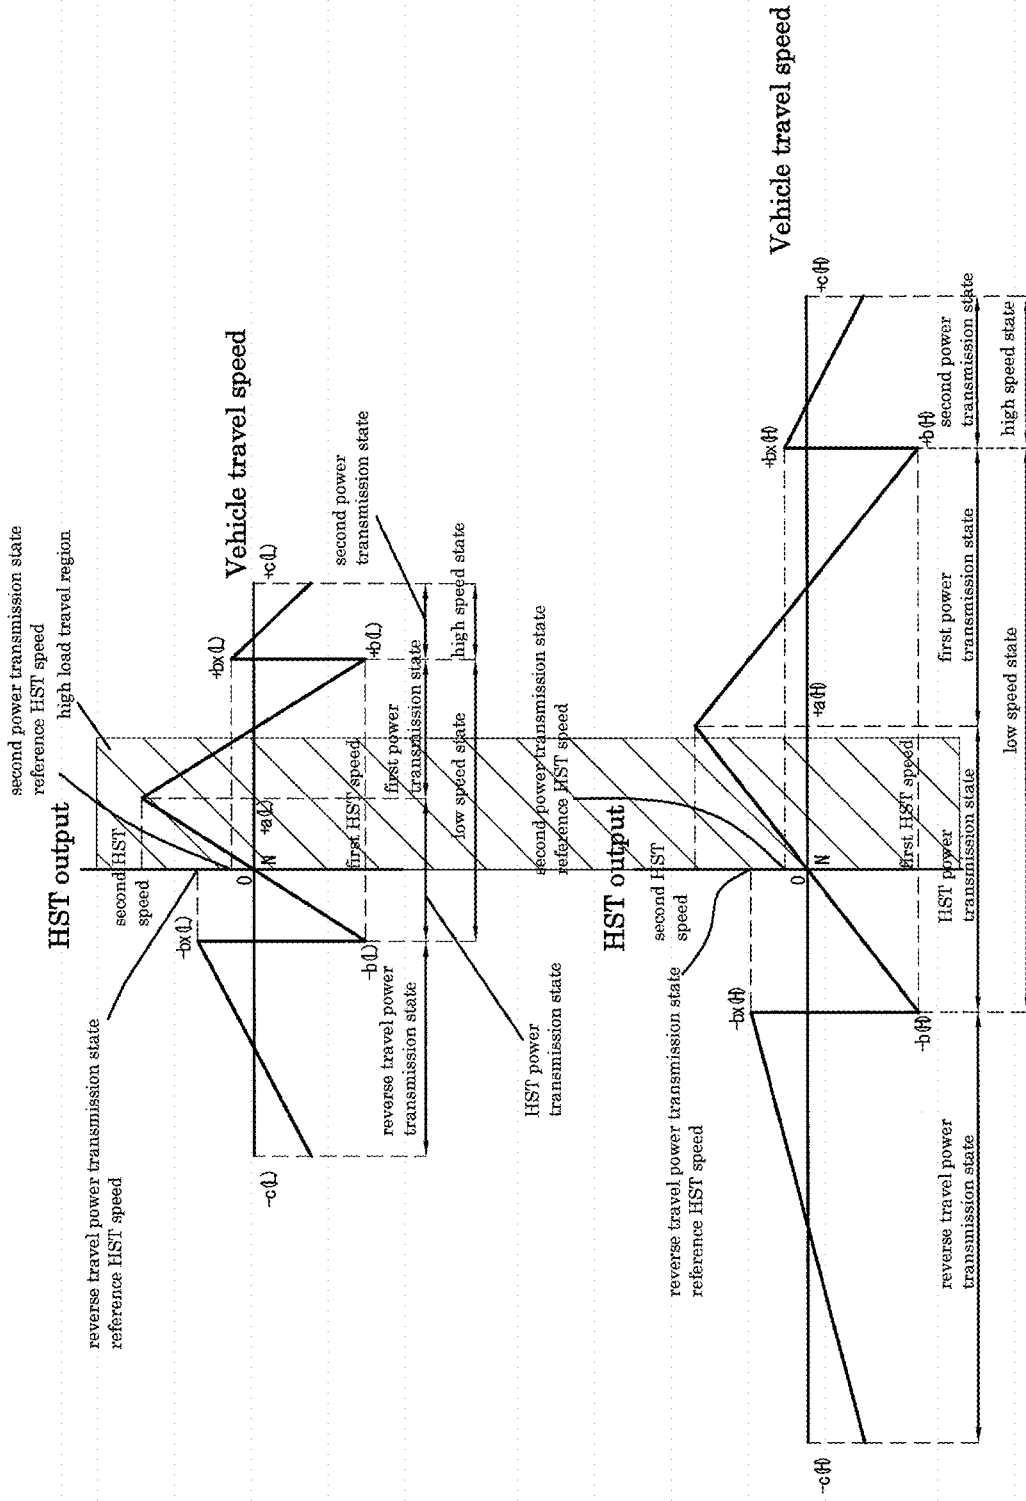 second power transmission state
reference HST speed
high load travel region
HST output
second HST
speed
Vehicle travel speed
reverse travel power transmission state
reference HST speed
-bx(L)
0
N
+a(L)
first HST speed
+bx(L)
+c(L)
-c(L)
-b(L)
+b(L)
second power
transmission state
reverse travel power
transmission state
first power
transmission state
low speed state
high speed state
HST power
transmission state
second power transmission state
reference HST speed
HST output
second HST
speed
Vehicle travel speed
reverse travel power transmission state
reference HST speed
-bx(H)
0
N
+a(H)
first HST speed
+bx(H)
+c(H)
-c(H)
-b(H)
+b(H)
reverse travel power
transmission state
HST power
transmission state
first power
transmission state
second power
transmission state
low speed state
high speed state